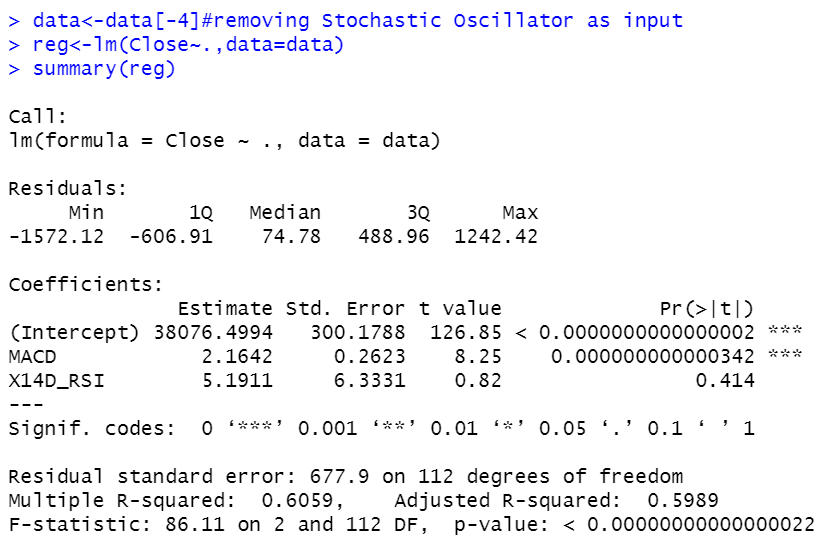 > data<-data[-4]#removing Stochastic Oscillator as input
> reg<-lm(Close~.,data=data)
> summary(reg)
Call:
lm(formula = Close ~ ., data = data)
Residuals:
     Min       1Q   Median       3Q      Max
-1572.12  -606.91    74.78   488.96  1242.42
Coefficients:
              Estimate Std. Error t value             Pr(>|t|)
(Intercept) 38076.4994   300.1788  126.85 < 0.0000000000000002 ***
MACD            2.1642     0.2623    8.25    0.000000000000342 ***
X14D_RSI        5.1911     6.3331    0.82                0.414
---
Signif. codes:  0 ‘***’ 0.001 ‘**’ 0.01 ‘*’ 0.05 ‘.’ 0.1 ‘ ’ 1
Residual standard error: 677.9 on 112 degrees of freedom
Multiple R-squared:  0.6059,    Adjusted R-squared:  0.5989
F-statistic: 86.11 on 2 and 112 DF,  p-value: < 0.00000000000000022